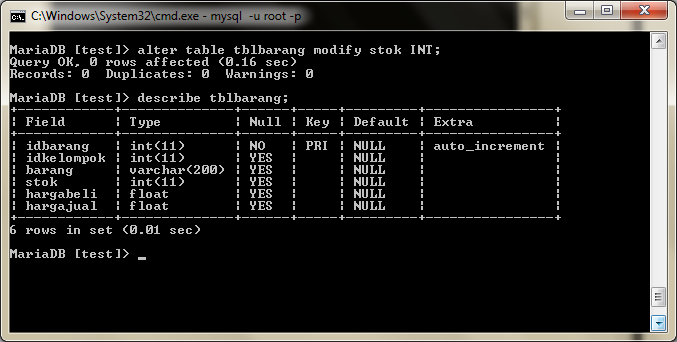 C:\Windows\System32\cmd.exe - mysql  -u root -p
MariaDB [test]> alter table tblbarang modify stok INT;
Query OK, 0 rows affected (0.16 sec)
Records: 0  Duplicates: 0  Warnings: 0
MariaDB [test]> describe tblbarang;
+------------+--------------+------+-----+---------+----------------+
| Field      | Type         | Null | Key | Default | Extra          |
+------------+--------------+------+-----+---------+----------------+
| idbarang   | int(11)      | NO   | PRI | NULL    | auto_increment |
| idkelompok | int(11)      | YES  |     | NULL    |                |
| barang     | varchar(200) | YES  |     | NULL    |                |
| stok       | int(11)      | YES  |     | NULL    |                |
| hargabeli  | float        | YES  |     | NULL    |                |
| hargajual  | float        | YES  |     | NULL    |                |
+------------+--------------+------+-----+---------+----------------+
6 rows in set (0.01 sec)
MariaDB [test]> _